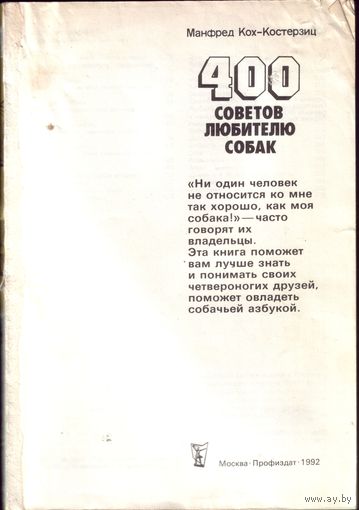 Манфред Кох-Костерзиц
400
СОВЕТОВ
ЛЮБИТЕЛЮ
СОБАК
«Ни один человек
не относится ко мне
так хорошо, как моя
собака!» — часто
говорят их
владельцы.
Эта книга поможет
вам лучше знать
и понимать своих
четвероногих друзей,
поможет овладеть
собачьей азбукой.
Москва · Профиздат · 1992
www.ay.by